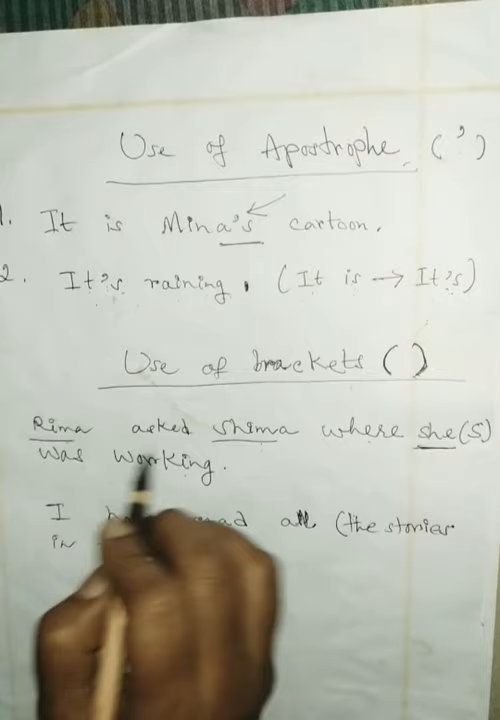 Use of Apostrophe. (')
1. It is Mina's cartoon.
2. It's raining. (It is → It's)
Use of brackets ()
Rima asked Shima where she(S)
was working.
I read all (the stories
in